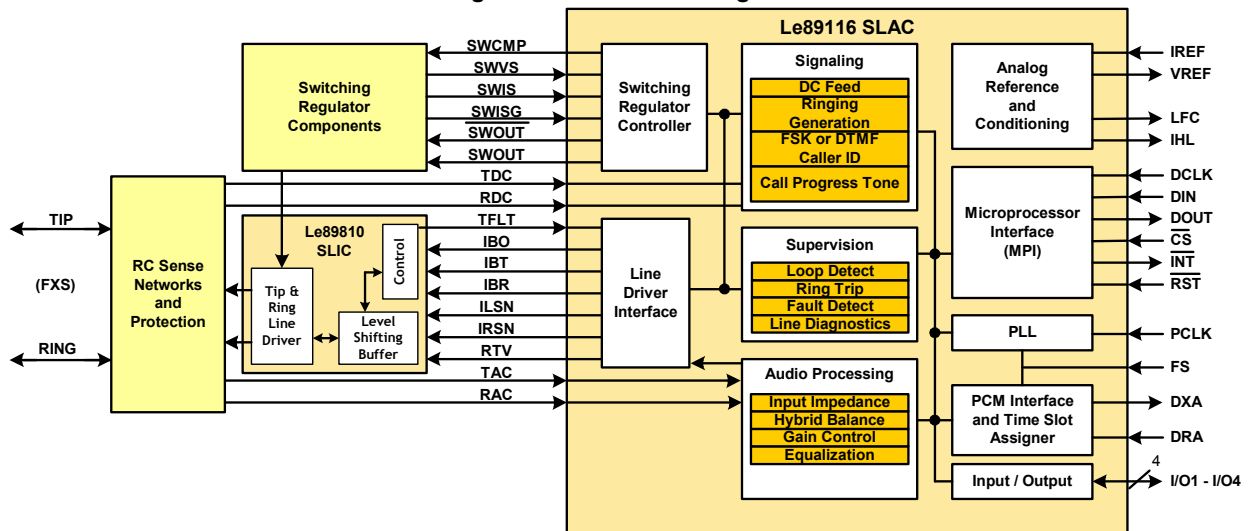 Le89116 SLAC
Switching
Regulator
Components
SWCMP
SWVS
SWIS
SWISG
SWOUT
SWOUT
TDC
RDC
TFLT
IBO
IBT
IBR
ILSN
IRSN
RTV
TAC
RAC
TIP
(FXS)
RING
RC Sense
Networks
and
Protection
Le89810
SLIC
Control
Tip &
Ring
Line
Driver
Level
Shifting
Buffer
Switching
Regulator
Controller
Line
Driver
Interface
Signaling
DC Feed
Ringing
Generation
FSK or DTMF
Caller ID
Call Progress Tone
Supervision
Loop Detect
Ring Trip
Fault Detect
Line Diagnostics
Audio Processing
Input Impedance
Hybrid Balance
Gain Control
Equalization
Analog
Reference
and
Conditioning
Microprocessor
Interface
(MPI)
PLL
PCM Interface
and Time Slot
Assigner
Input / Output
IREF
VREF
LFC
IHL
DCLK
DIN
DOUT
CS
INT
RST
PCLK
FS
DXA
DRA
4
I/O1 - I/O4